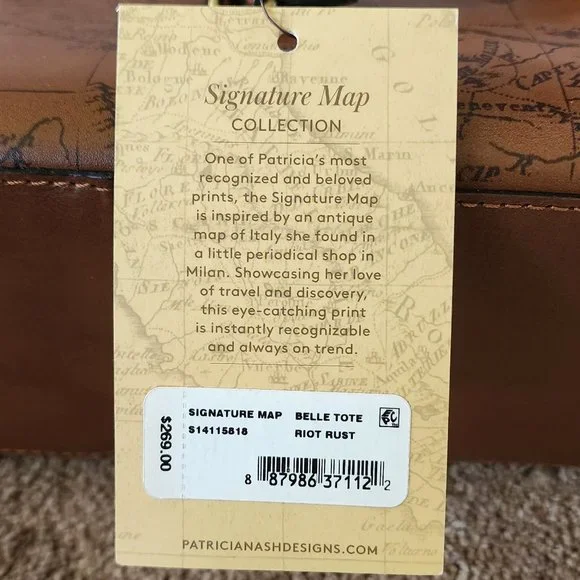 Signature Map
COLLECTION
One of Patricia's most
recognized and beloved
prints, the Signature Map
is inspired by an antique
map of Italy she found in
a little periodical shop in
Milan. Showcasing her love
of travel and discovery,
this eye-catching print
is instantly recognizable
and always on trend.
$269.00
SIGNATURE MAP BELLE TOTE
S14115818 RIOT RUST
8 87986 37112 2
PATRICIANASHDESIGNS.COM